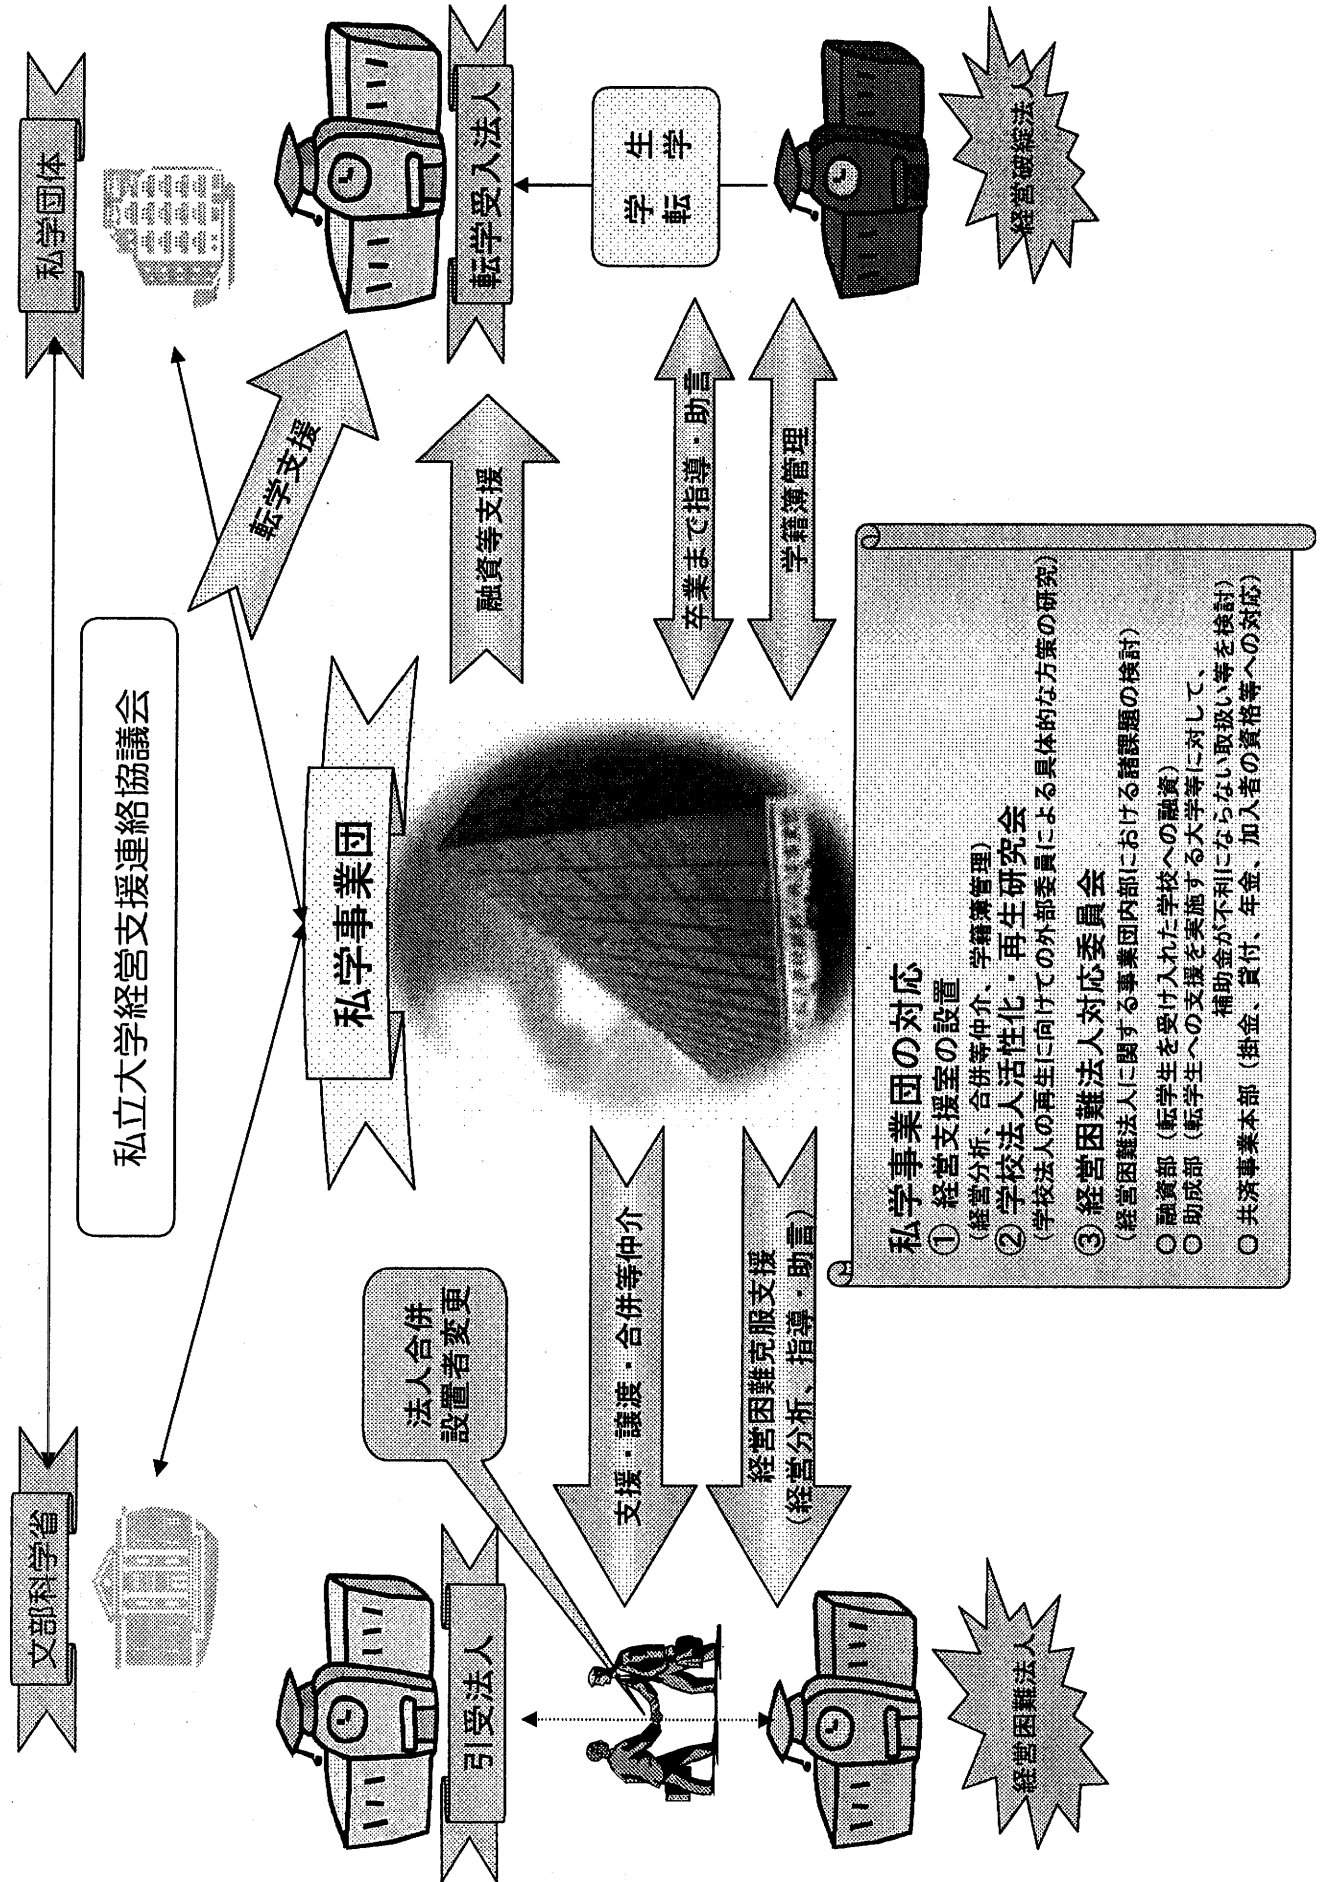 私立大学経営支援連絡協議会
文部科学省
私学団体
私学事業団
転学支援
引受法人
転学受入法人
法人合併
設置者変更
融資等支援
支援・譲渡・合併等仲介
学生
転学
経営困難克服支援
(経営分析、指導・助言)
卒業まで指導・助言
学籍簿管理
経営困難法人
経営破綻法人
私学事業団の対応
① 経営支援室の設置
(経営分析、合併等仲介、学籍簿管理)
② 学校法人活性化・再生研究会
(学校法人の再生に向けての外部委員による具体的な方策の研究)
③ 経営困難法人対応委員会
(経営困難法人に関する事業団内部における諸課題の検討)
○ 融資部(転学生を受け入れた学校への融資)
○ 助成部(転学生への支援を実施する大学等に対して、
補助金が不利にならない取扱い等を検討)
○ 共済事業本部(掛金、貸付、年金、加入者の資格等への対応)